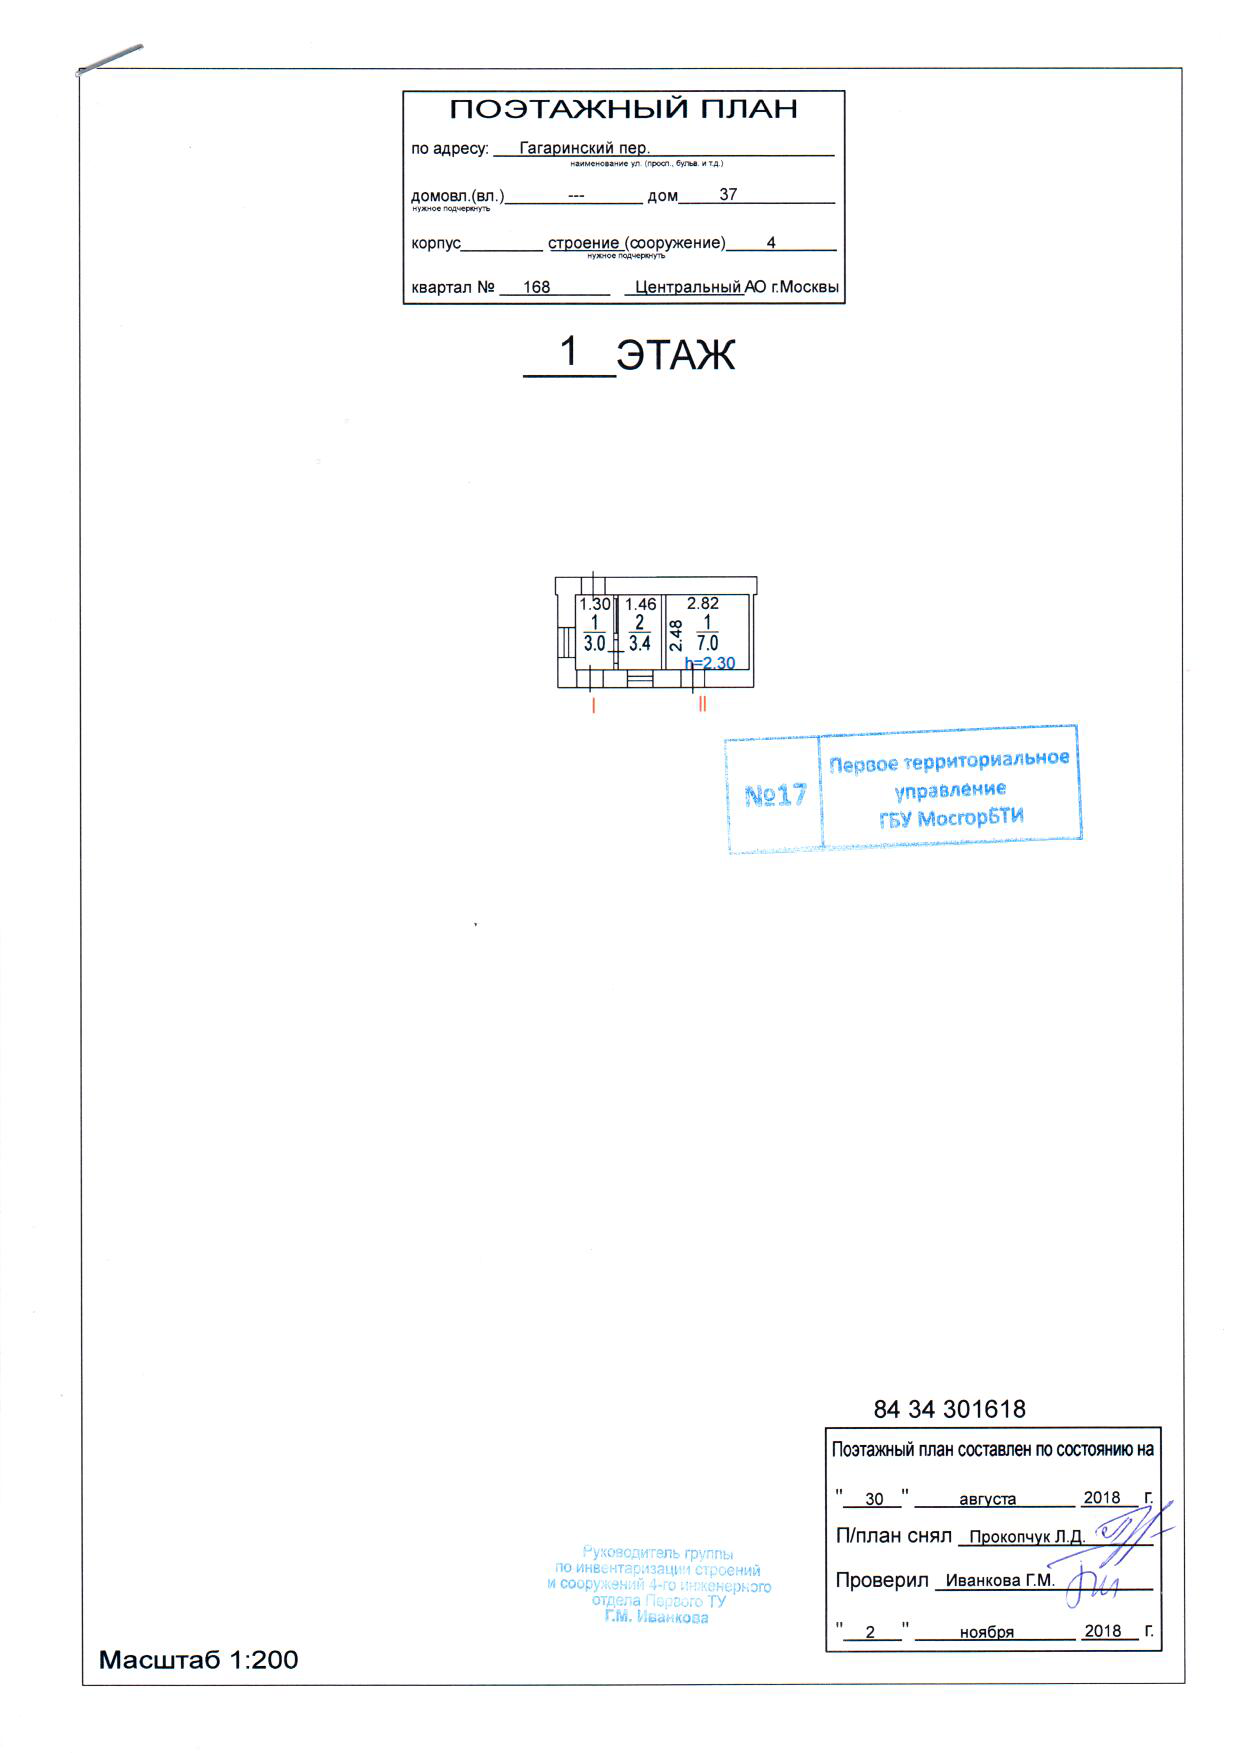 ПОЭТАЖНЫЙ ПЛАН
по адресу: Гагаринский пер.
наименование ул. (просп., бульв. и т.д.)
домовл.(вл.) --- дом 37
нужное подчеркнуть
корпус строение (сооружение) 4
нужное подчеркнуть
квартал № 168 Центральный АО г.Москвы
1 ЭТАЖ
1.30 1.46 2.82
1 2 2.48 1
3.0 3.4 7.0
h=2.30
I II
№17
Первое территориальное
управление
ГБУ МосгорБТИ
84 34 301618
Поэтажный план составлен по состоянию на
" 30 " августа 2018 г.
П/план снял Прокопчук Л.Д.
Проверил Иванкова Г.М.
" 2 " ноября 2018 г.
Руководитель группы
по инвентаризации строений
и сооружений 4-го инженерного
отдела Первого ТУ
Г.М. Иванкова
Масштаб 1:200